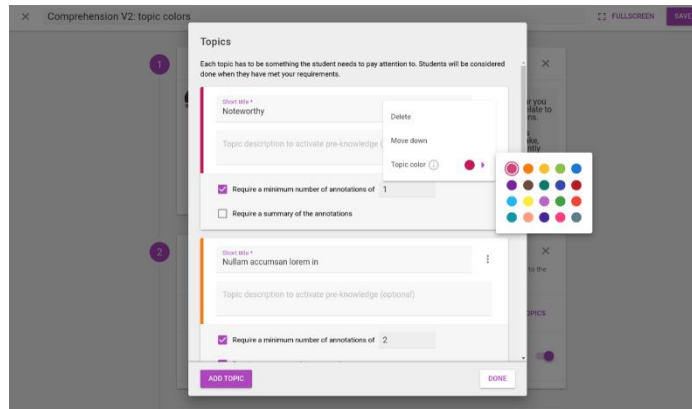 Comprehension V2: topic colors
FULLSCREEN
SAVE
Topics
Each topic has to be something the student needs to pay attention to. Students will be considered
done when they have met your requirements.
1
Short title *
Noteworthy
Topic description to activate pre-knowledge
Delete
Move down
Topic color
Require a minimum number of annotations of 1
Require a summary of the annotations
2
Short title *
Nullam accumsan lorem in
Topic description to activate pre-knowledge (optional)
to the
Require a minimum number of annotations of 2
ADD TOPIC
DONE